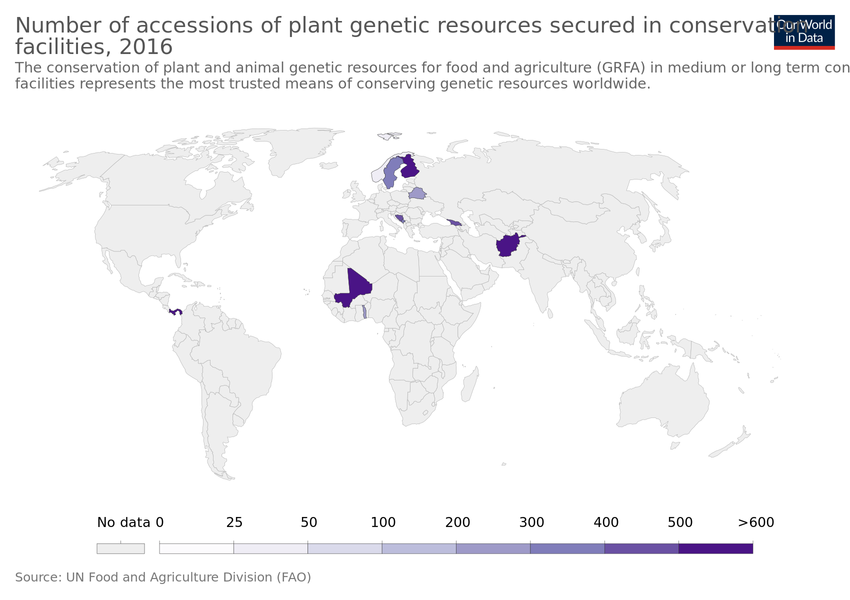 Number of accessions of plant genetic resources secured in conservation
facilities, 2016
Our World
in Data
The conservation of plant and animal genetic resources for food and agriculture (GRFA) in medium or long term con
facilities represents the most trusted means of conserving genetic resources worldwide.
No data 0 25 50 100 200 300 400 500 >600
Source: UN Food and Agriculture Division (FAO)